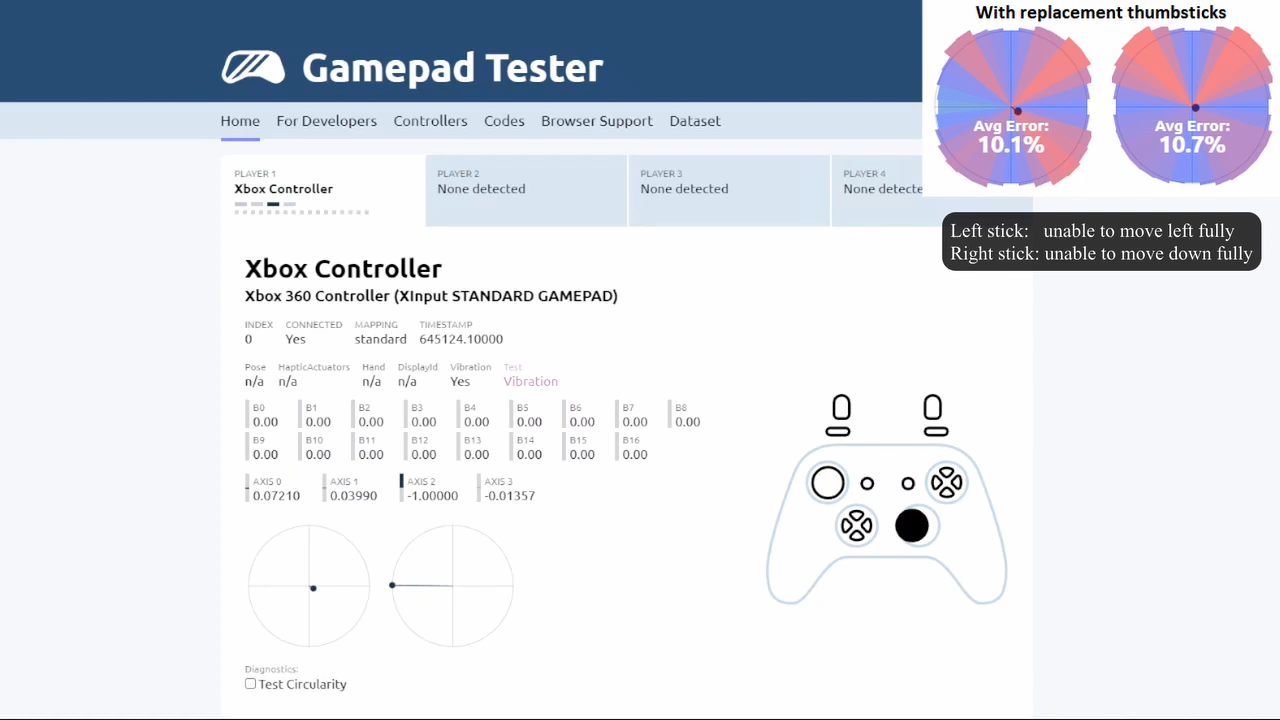 With replacement thumbsticks
Avg Error:
10.1%
Avg Error:
10.7%
Left stick: unable to move left fully
Right stick: unable to move down fully
Gamepad Tester
Home For Developers Controllers Codes Browser Support Dataset
PLAYER 1
Xbox Controller
PLAYER 2
None detected
PLAYER 3
None detected
PLAYER 4
None detecte
Xbox Controller
Xbox 360 Controller (XInput STANDARD GAMEPAD)
INDEX CONNECTED MAPPING TIMESTAMP
0 Yes standard 645124.10000
Pose HapticActuators Hand DisplayId Vibration Test
n/a n/a n/a n/a Yes Vibration
B0 B1 B2 B3 B4 B5 B6 B7 B8
0.00 0.00 0.00 0.00 0.00 0.00 0.00 0.00 0.00
B9 B10 B11 B12 B13 B14 B15 B16
0.00 0.00 0.00 0.00 0.00 0.00 0.00 0.00
AXIS 0 AXIS 1 AXIS 2 AXIS 3
0.07210 0.03990 -1.00000 -0.01357
Diagnostics:
Test Circularity